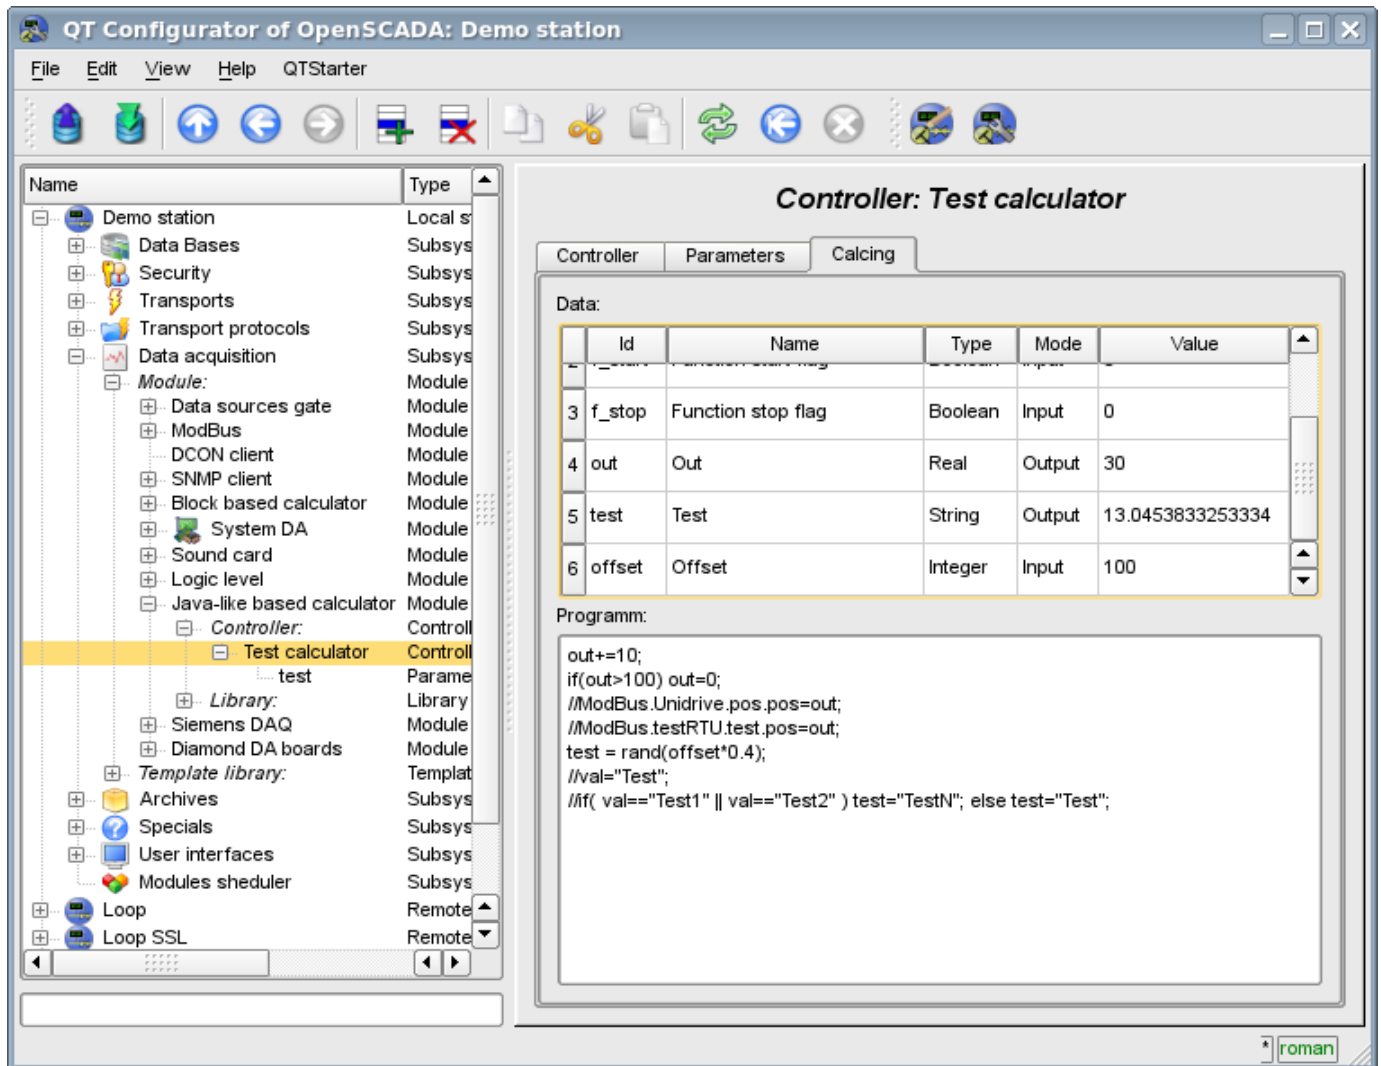 QT Configurator of OpenSCADA: Demo station
File Edit View Help QTStarter
Name Type
Demo station Local s
Data Bases Subsys
Security Subsys
Transports Subsys
Transport protocols Subsys
Data acquisition Subsys
Module: Module
Data sources gate Module
ModBus Module
DCON client Module
SNMP client Module
Block based calculator Module
System DA Module
Sound card Module
Logic level Module
Java-like based calculator Module
Controller: Controll
Test calculator Controll
test Parame
Library: Library
Siemens DAQ Module
Diamond DA boards Module
Template library: Templat
Archives Subsys
Specials Subsys
User interfaces Subsys
Modules sheduler Subsys
Loop Remote
Loop SSL Remote
Controller: Test calculator
Controller Parameters Calcing
Data:
Id Name Type Mode Value
3 f_stop Function stop flag Boolean Input 0
4 out Out Real Output 30
5 test Test String Output 13.0453833253334
6 offset Offset Integer Input 100
Programm:
out+=10;
if(out>100) out=0;
//ModBus.Unidrive.pos.pos=out;
//ModBus.testRTU.test.pos=out;
test = rand(offset*0.4);
//val="Test";
//if( val=="Test1" || val=="Test2" ) test="TestN"; else test="Test";
* roman